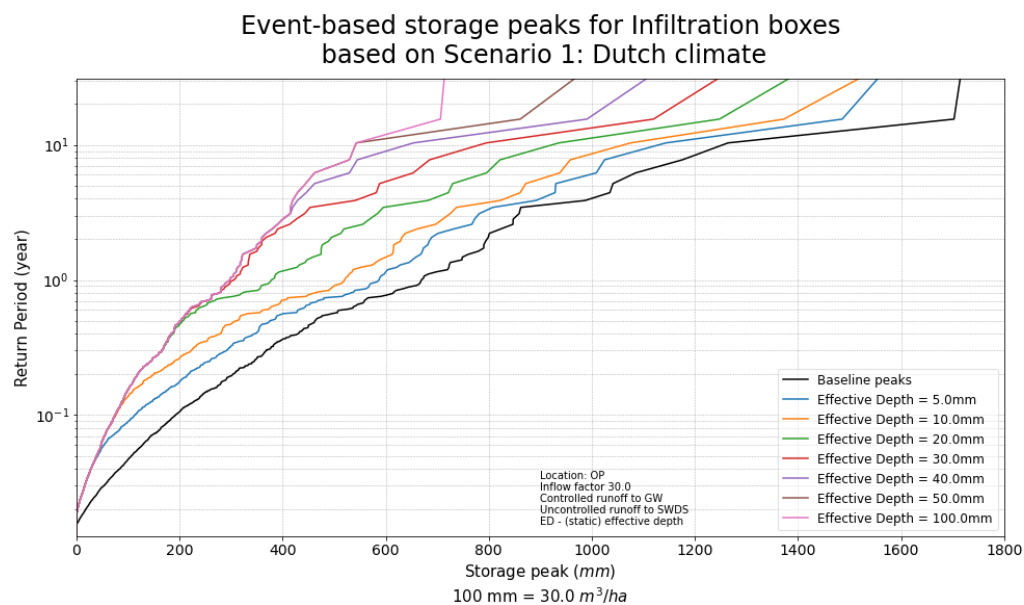 Event-based storage peaks for Infiltration boxes
based on Scenario 1: Dutch climate
Return Period (year)
10^1
10^0
10^-1
Baseline peaks
Effective Depth = 5.0mm
Effective Depth = 10.0mm
Effective Depth = 20.0mm
Effective Depth = 30.0mm
Effective Depth = 40.0mm
Effective Depth = 50.0mm
Effective Depth = 100.0mm
Location: OP
Inflow factor 30.0
Controlled runoff to GW
Uncontrolled runoff to SWDS
ED - (static) effective depth
0 200 400 600 800 1000 1200 1400 1600 1800
Storage peak (mm)
100 mm = 30.0 m^3/ha